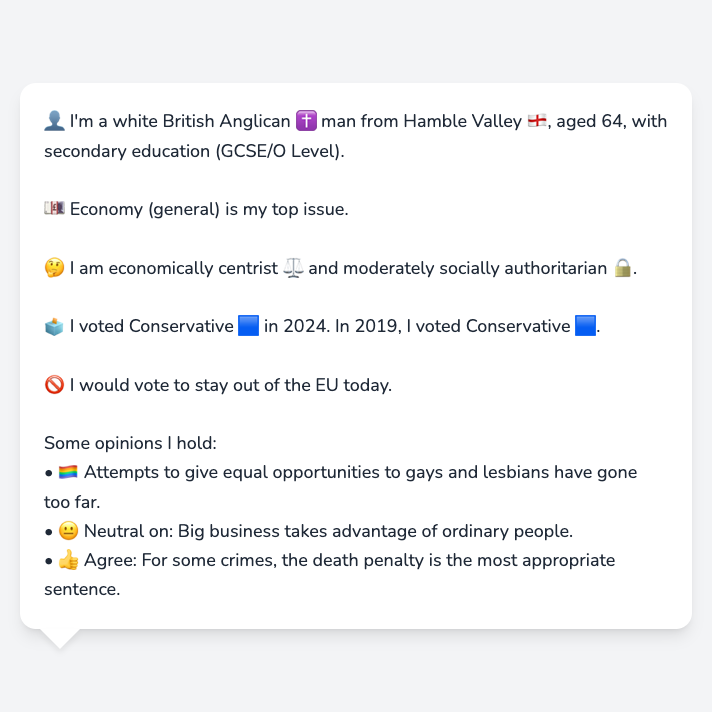 👤 I'm a white British Anglican ✝️ man from Hamble Valley 🏴󠁧󠁢󠁥󠁮󠁧󠁿, aged 64, with
secondary education (GCSE/O Level).
💷 Economy (general) is my top issue.
🤔 I am economically centrist ⚖️ and moderately socially authoritarian 🔒.
🗳️ I voted Conservative 🟦 in 2024. In 2019, I voted Conservative 🟦.
🚫 I would vote to stay out of the EU today.
Some opinions I hold:
• 🏳️‍🌈 Attempts to give equal opportunities to gays and lesbians have gone
too far.
• 😐 Neutral on: Big business takes advantage of ordinary people.
• 👍 Agree: For some crimes, the death penalty is the most appropriate
sentence.